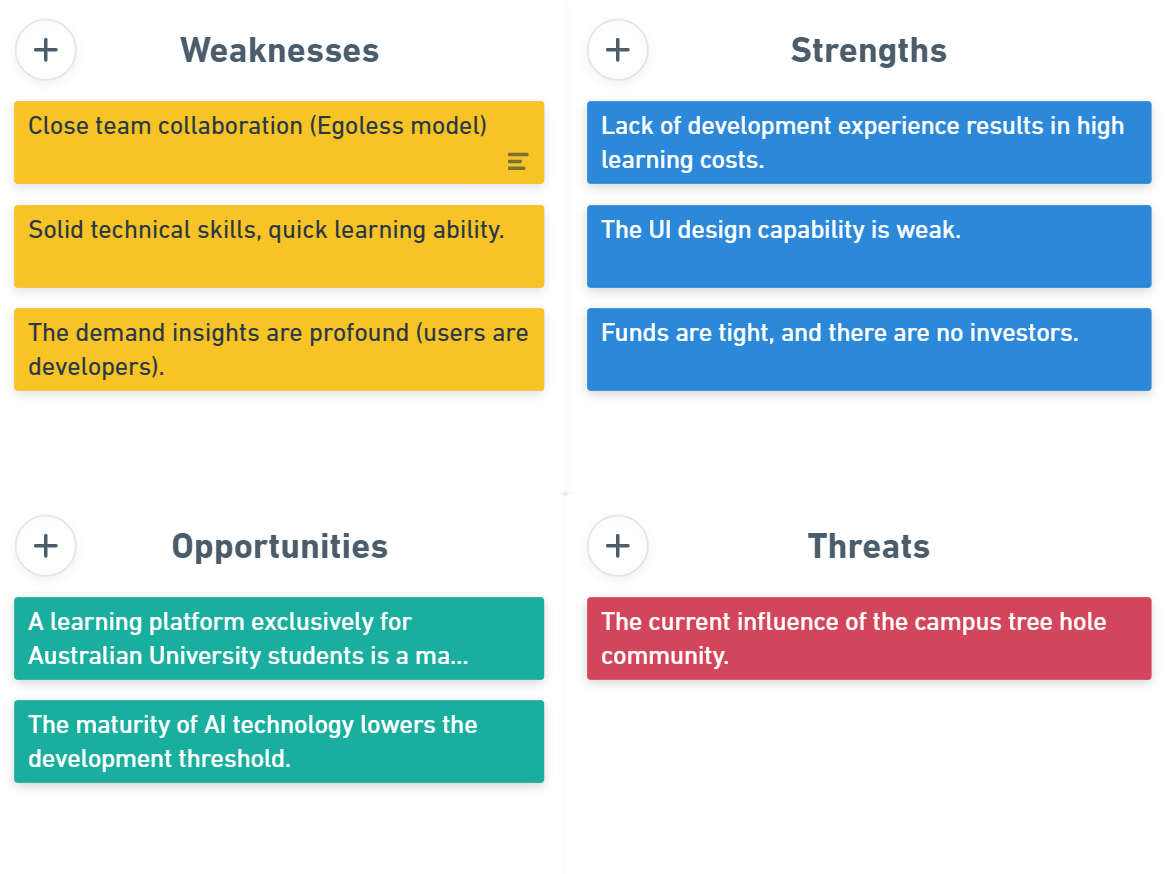 Weaknesses
Close team collaboration (Egoless model)
Solid technical skills, quick learning ability.
The demand insights are profound (users are
developers).
Strengths
Lack of development experience results in high
learning costs.
The UI design capability is weak.
Funds are tight, and there are no investors.
Opportunities
A learning platform exclusively for
Australian University students is a ma...
The maturity of AI technology lowers the
development threshold.
Threats
The current influence of the campus tree hole
community.